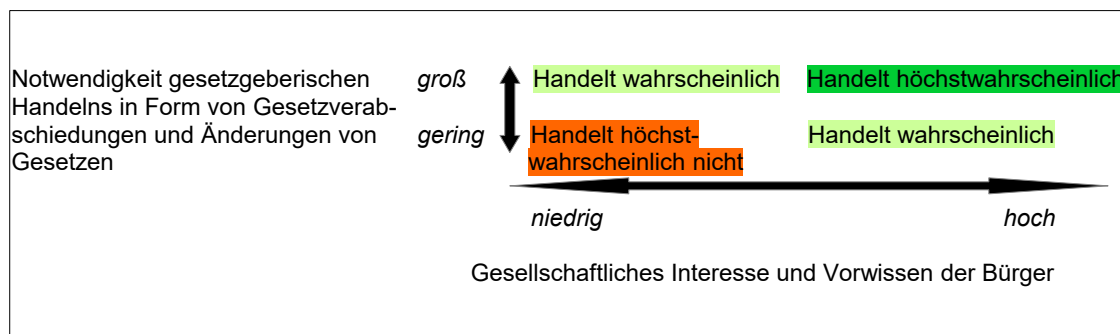 Notwendigkeit gesetzgeberischen groß Handelt wahrscheinlich Handelt höchstwahrscheinlich
Handelns in Form von Gesetzverab-
schiedungen und Änderungen von gering Handelt höchst- Handelt wahrscheinlich
Gesetzen wahrscheinlich nicht
niedrig hoch
Gesellschaftliches Interesse und Vorwissen der Bürger